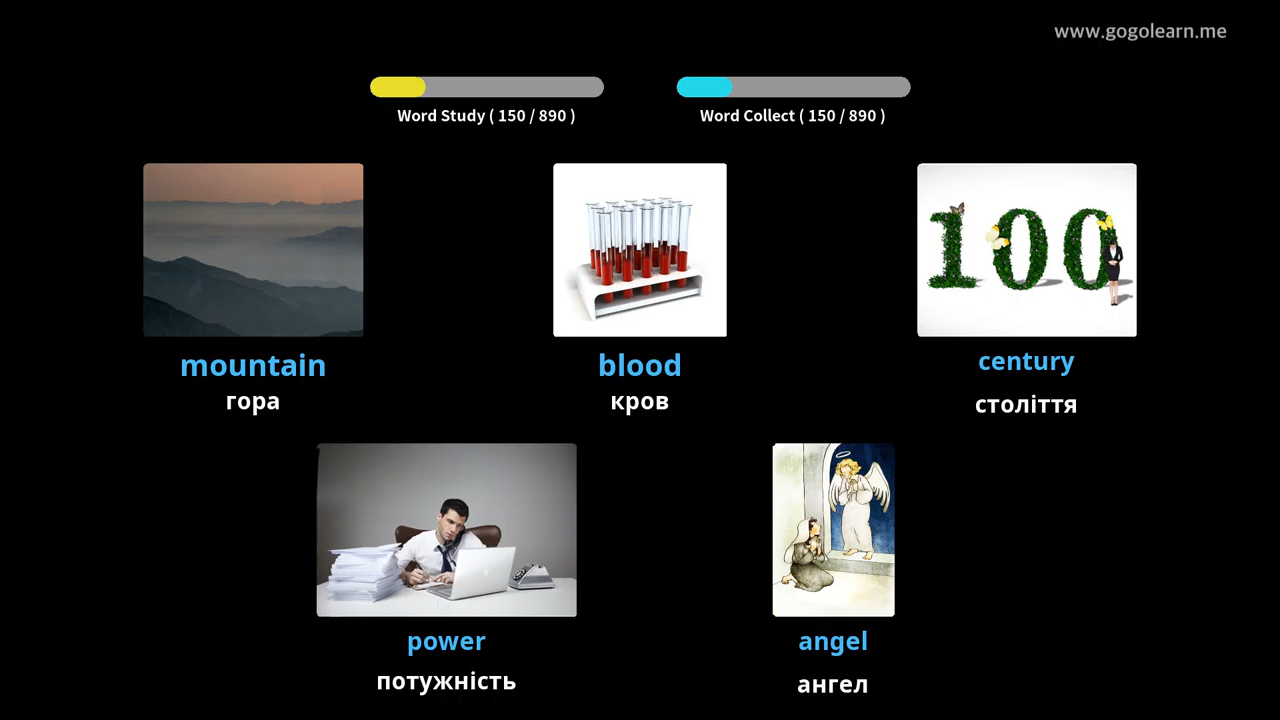 www.gogolearn.me
Word Study ( 150 / 890 )
Word Collect ( 150 / 890 )
100
mountain
blood
century
гора
кров
століття
power
angel
потужність
ангел